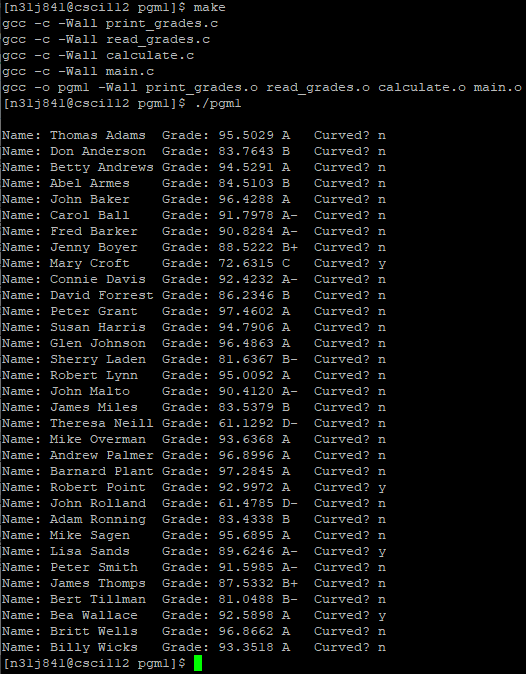 [n31j841@csci112 pgm1]$ make
gcc -c -Wall print_grades.c
gcc -c -Wall read_grades.c
gcc -c -Wall calculate.c
gcc -c -Wall main.c
gcc -o pgm1 -Wall print_grades.o read_grades.o calculate.o main.o
[n31j841@csci112 pgm1]$ ./pgm1

Name: Thomas Adams  Grade: 95.5029 A   Curved? n
Name: Don Anderson  Grade: 83.7643 B   Curved? n
Name: Betty Andrews Grade: 94.5291 A   Curved? n
Name: Abel Armes    Grade: 84.5103 B   Curved? n
Name: John Baker    Grade: 96.4288 A   Curved? n
Name: Carol Ball    Grade: 91.7978 A-  Curved? n
Name: Fred Barker   Grade: 90.8284 A-  Curved? n
Name: Jenny Boyer   Grade: 88.5222 B+  Curved? n
Name: Mary Croft    Grade: 72.6315 C   Curved? y
Name: Connie Davis  Grade: 92.4232 A-  Curved? n
Name: David Forrest Grade: 86.2346 B   Curved? n
Name: Peter Grant   Grade: 97.4602 A   Curved? n
Name: Susan Harris  Grade: 94.7906 A   Curved? n
Name: Glen Johnson  Grade: 96.4863 A   Curved? n
Name: Sherry Laden  Grade: 81.6367 B-  Curved? n
Name: Robert Lynn   Grade: 95.0092 A   Curved? n
Name: John Malto    Grade: 90.4120 A-  Curved? n
Name: James Miles   Grade: 83.5379 B   Curved? n
Name: Theresa Neill Grade: 61.1292 D-  Curved? n
Name: Mike Overman  Grade: 93.6368 A   Curved? n
Name: Andrew Palmer Grade: 96.8996 A   Curved? n
Name: Barnard Plant Grade: 97.2845 A   Curved? n
Name: Robert Point  Grade: 92.9972 A   Curved? y
Name: John Rolland  Grade: 61.4785 D-  Curved? n
Name: Adam Ronning  Grade: 83.4338 B   Curved? n
Name: Mike Sagen    Grade: 95.6895 A   Curved? n
Name: Lisa Sands    Grade: 89.6246 A-  Curved? y
Name: Peter Smith   Grade: 91.5985 A-  Curved? n
Name: James Thomps  Grade: 87.5332 B+  Curved? n
Name: Bert Tillman  Grade: 81.0488 B-  Curved? n
Name: Bea Wallace   Grade: 92.5898 A   Curved? y
Name: Britt Wells   Grade: 96.8662 A   Curved? n
Name: Billy Wicks   Grade: 93.3518 A   Curved? n
[n31j841@csci112 pgm1]$